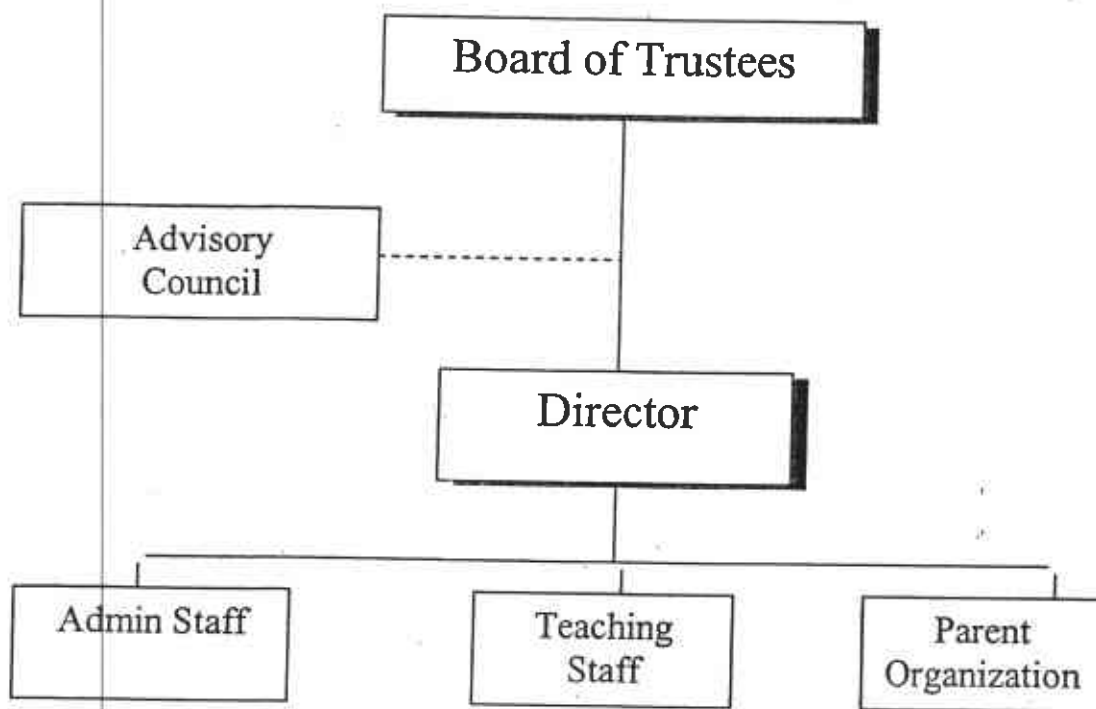 Board of Trustees
Advisory
Council
Director
Admin Staff
Teaching
Staff
Parent
Organization